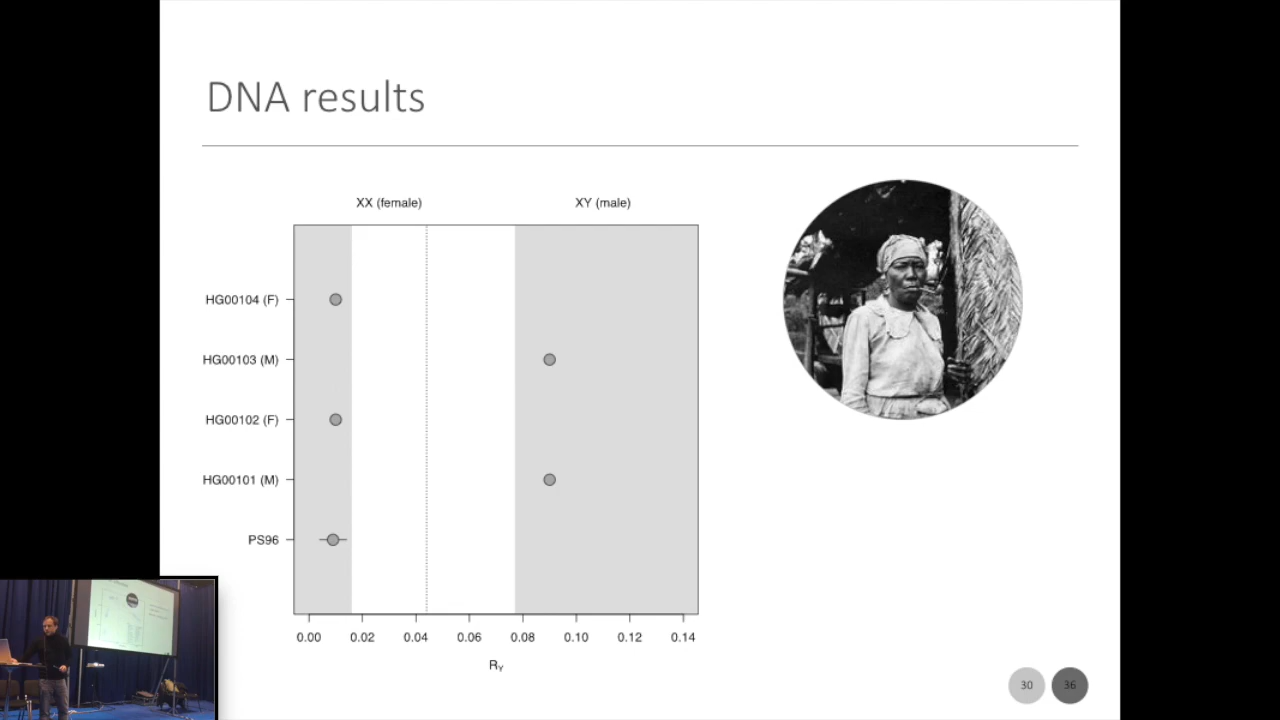 DNA results
XX (female)
XY (male)
HG00104 (F)
HG00103 (M)
HG00102 (F)
HG00101 (M)
PS96
0.00 0.02 0.04 0.06 0.08 0.10 0.12 0.14
RY
30
36